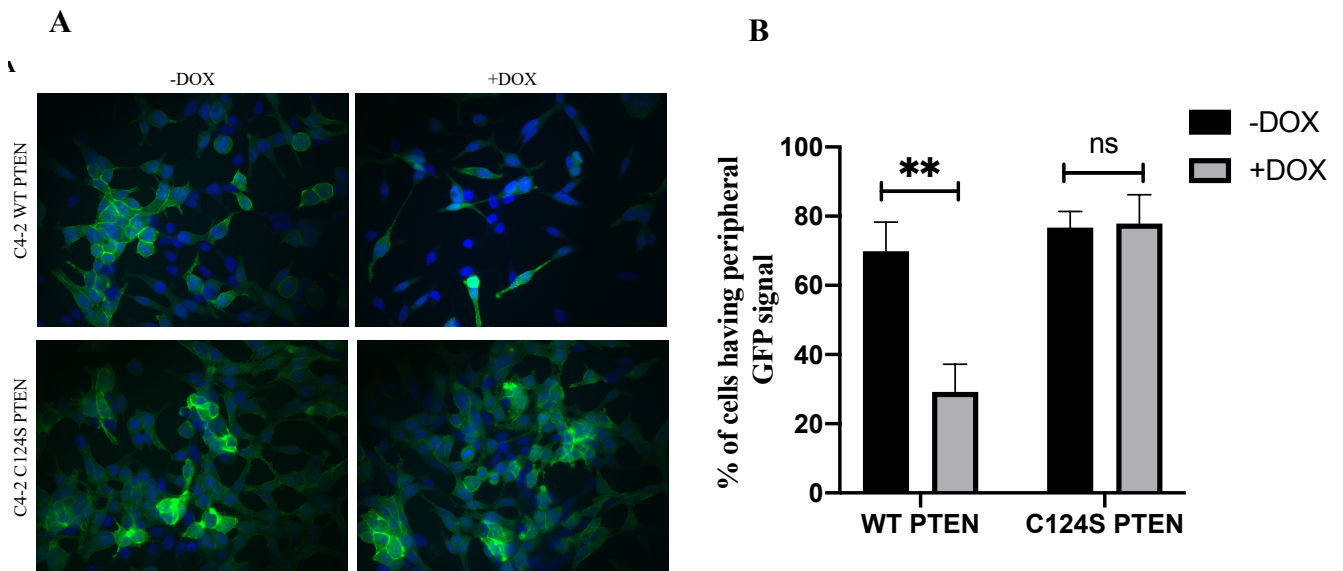 A
-DOX
+DOX
C4-2 WT PTEN
C4-2 C124S PTEN
B
-DOX
+DOX
% of cells having peripheral
GFP signal
100
80
60
40
20
0
**
ns
WT PTEN
C124S PTEN